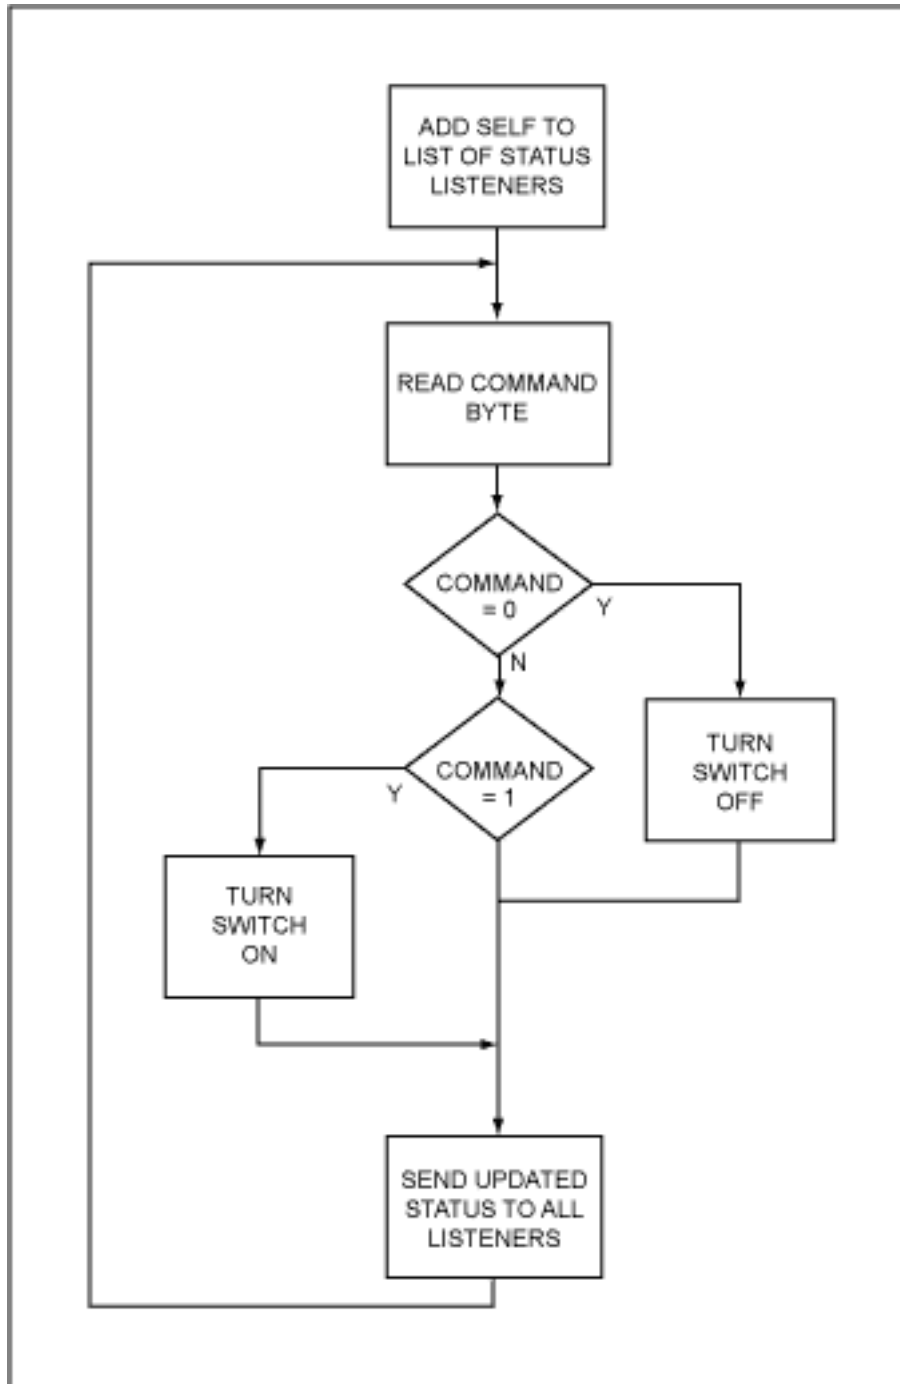 ADD SELF TO
LIST OF STATUS
LISTENERS
READ COMMAND
BYTE
COMMAND
= 0
Y
N
COMMAND
= 1
Y
TURN
SWITCH
OFF
TURN
SWITCH
ON
SEND UPDATED
STATUS TO ALL
LISTENERS